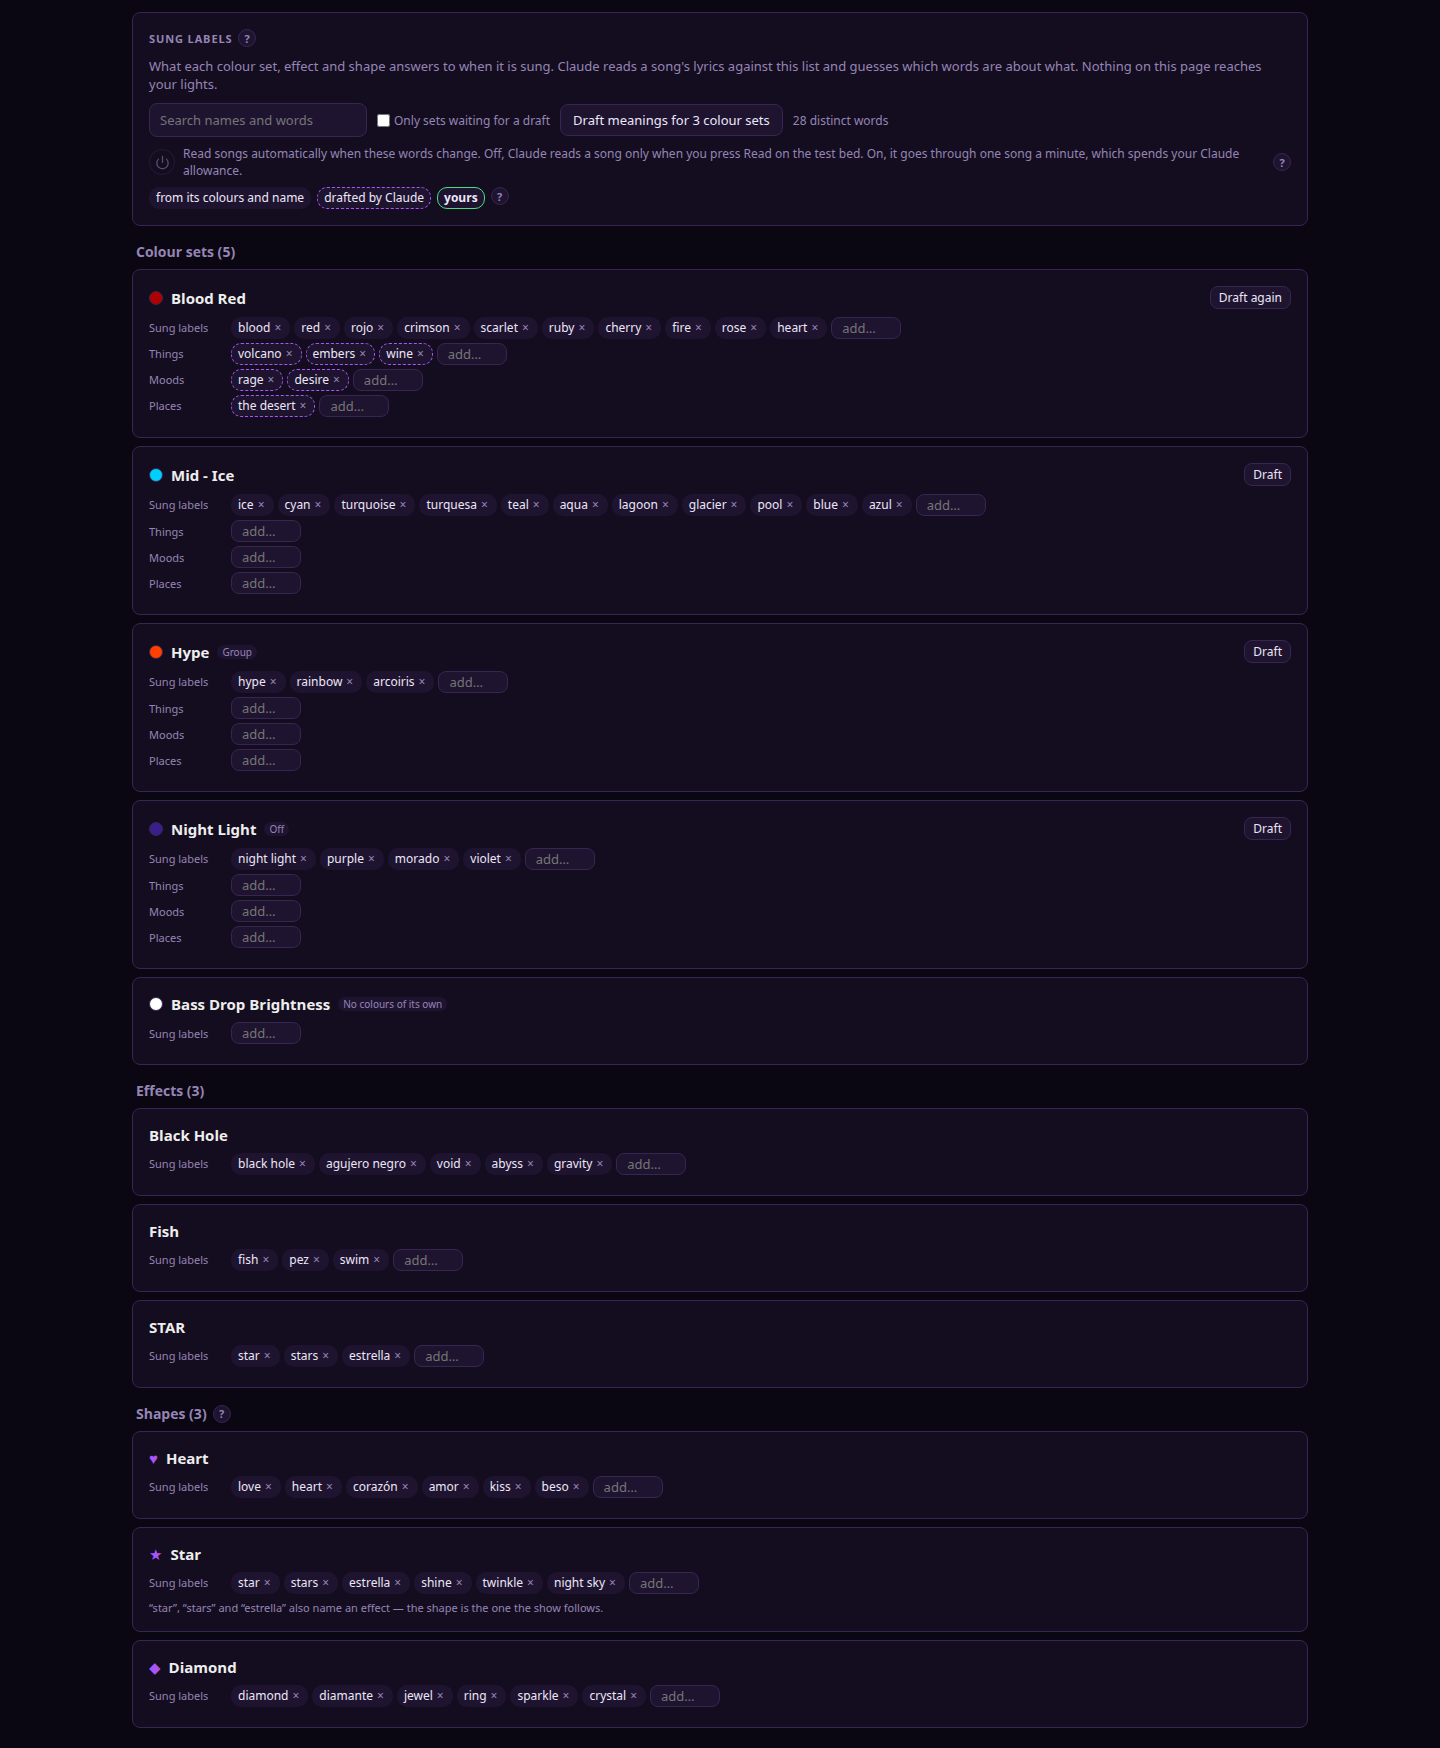 SUNG LABELS ?
What each colour set, effect and shape answers to when it is sung. Claude reads a song's lyrics against this list and guesses which words are about what. Nothing on this page reaches
your lights.
Search names and words Only sets waiting for a draft Draft meanings for 3 colour sets 28 distinct words
Read songs automatically when these words change. Off, Claude reads a song only when you press Read on the test bed. On, it goes through one song a minute, which spends your Claude
allowance. ?
from its colours and name drafted by Claude yours ?
Colour sets (5)
Blood Red Draft again
Sung labels blood × red × rojo × crimson × scarlet × ruby × cherry × fire × rose × heart × add...
Things volcano × embers × wine × add...
Moods rage × desire × add...
Places the desert × add...
Mid - Ice Draft
Sung labels ice × cyan × turquoise × turquesa × teal × aqua × lagoon × glacier × pool × blue × azul × add...
Things add...
Moods add...
Places add...
Hype Group Draft
Sung labels hype × rainbow × arcoiris × add...
Things add...
Moods add...
Places add...
Night Light Off Draft
Sung labels night light × purple × morado × violet × add...
Things add...
Moods add...
Places add...
Bass Drop Brightness No colours of its own
Sung labels add...
Effects (3)
Black Hole
Sung labels black hole × agujero negro × void × abyss × gravity × add...
Fish
Sung labels fish × pez × swim × add...
STAR
Sung labels star × stars × estrella × add...
Shapes (3) ?
♥ Heart
Sung labels love × heart × corazón × amor × kiss × beso × add...
★ Star
Sung labels star × stars × estrella × shine × twinkle × night sky × add...
“star”, “stars” and “estrella” also name an effect — the shape is the one the show follows.
◆ Diamond
Sung labels diamond × diamante × jewel × ring × sparkle × crystal × add...